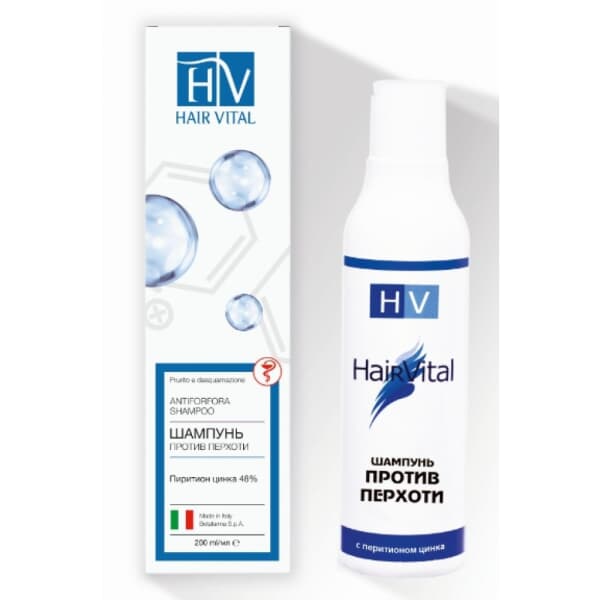 HV
HAIR VITAL
Prurito e desquamazione
ANTIFORFORA
SHAMPOO
ШАМПУНЬ
ПРОТИВ ПЕРХОТИ
Пиритион цинка 48%
Made in Italy
Betafarma S.p.A.
200 ml/мл e
HV
HairVital
ШАМПУНЬ
ПРОТИВ
ПЕРХОТИ
с перитионом цинка